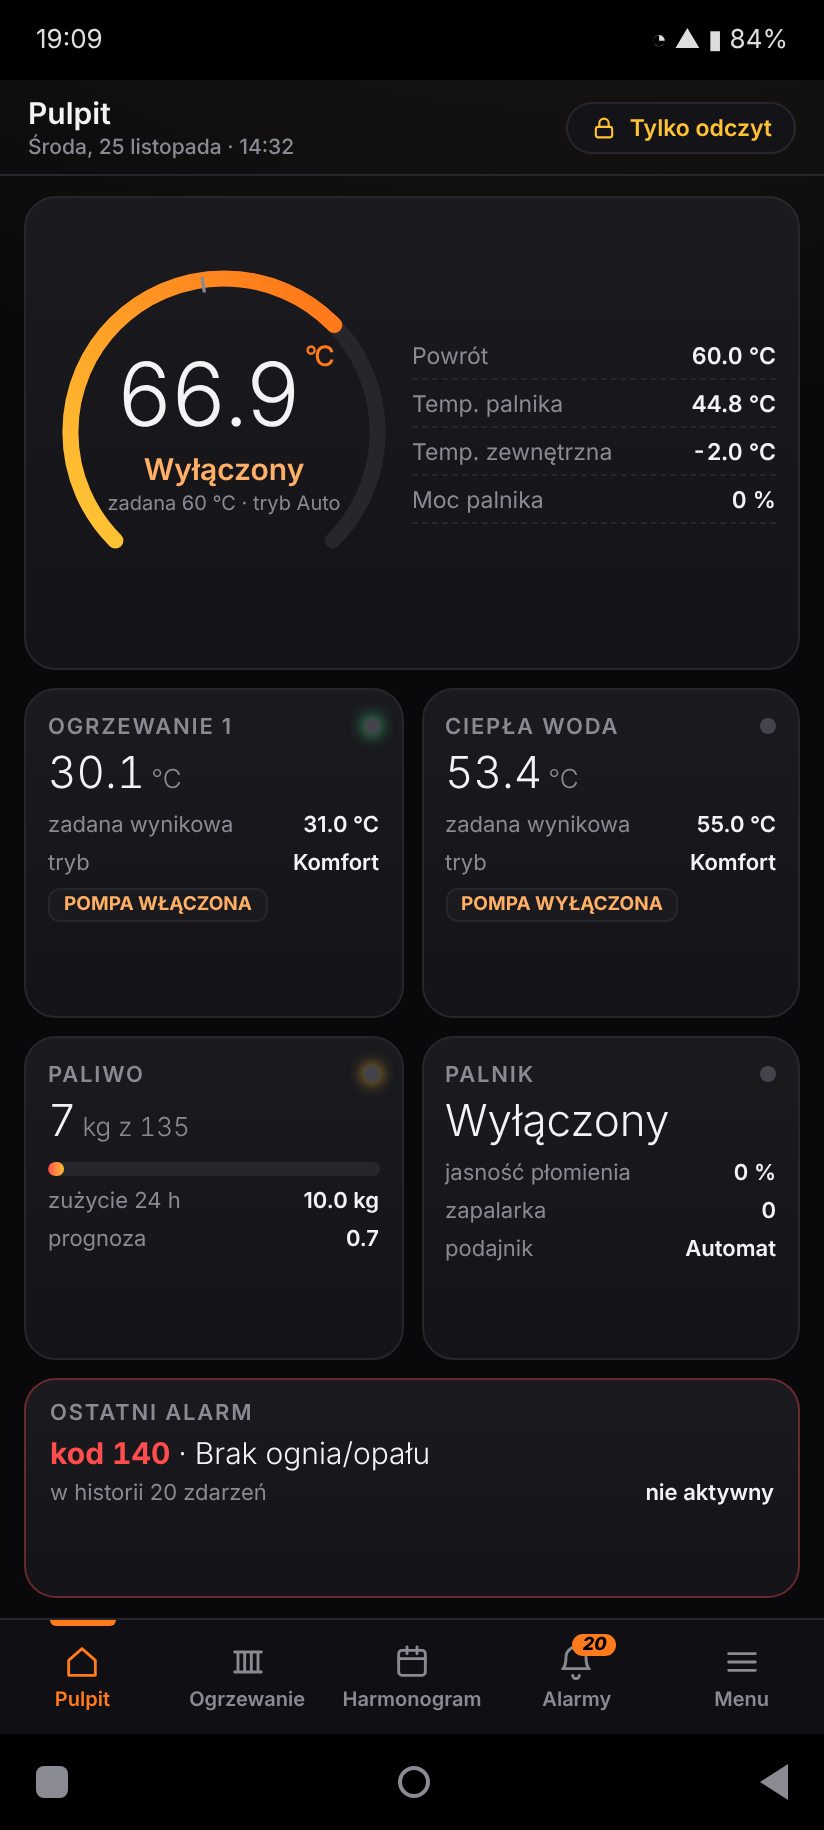 19:09
84%
Pulpit
Środa, 25 listopada · 14:32
Tylko odczyt
66.9 °C
Wyłączony
zadana 60 °C · tryb Auto
Powrót 60.0 °C
Temp. palnika 44.8 °C
Temp. zewnętrzna -2.0 °C
Moc palnika 0 %
OGRZEWANIE 1
30.1 °C
zadana wynikowa 31.0 °C
tryb Komfort
POMPA WŁĄCZONA
CIEPŁA WODA
53.4 °C
zadana wynikowa 55.0 °C
tryb Komfort
POMPA WYŁĄCZONA
PALIWO
7 kg z 135
zużycie 24 h 10.0 kg
prognoza 0.7
PALNIK
Wyłączony
jasność płomienia 0 %
zapalarka 0
podajnik Automat
OSTATNI ALARM
kod 140 · Brak ognia/opału
w historii 20 zdarzeń nie aktywny
20
Pulpit
Ogrzewanie
Harmonogram
Alarmy
Menu